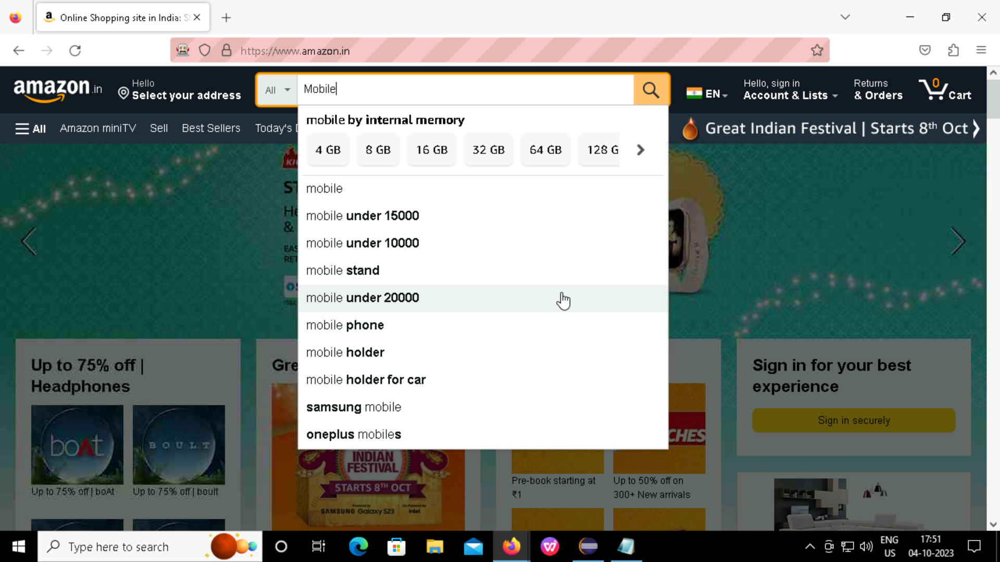 Online Shopping site in India: S
https://www.amazon.in
amazon.in
Hello
Select your address
All
Mobile
EN
Hello, sign in
Account & Lists
Returns
& Orders
0
Cart
All
Amazon miniTV
Sell
Best Sellers
Today's
Great Indian Festival | Starts 8th Oct
mobile by internal memory
4 GB
8 GB
16 GB
32 GB
64 GB
128 G
mobile
mobile under 15000
mobile under 10000
mobile stand
mobile under 20000
mobile phone
mobile holder
mobile holder for car
samsung mobile
oneplus mobiles
Up to 75% off |
Headphones
boAt
BOULT
Up to 75% off | boAt
Up to 75% off | boult
Gre
INDIAN
FESTIVAL
STARTS 8TH OCT
Powered by
SAMSUNG Galaxy S23
Co-Powered by
intel
CHES
Pre-book starting at
₹1
Up to 50% off on
300+ New arrivals
Sign in for your best
experience
Sign in securely
Type here to search
ENG
US
17:51
04-10-2023